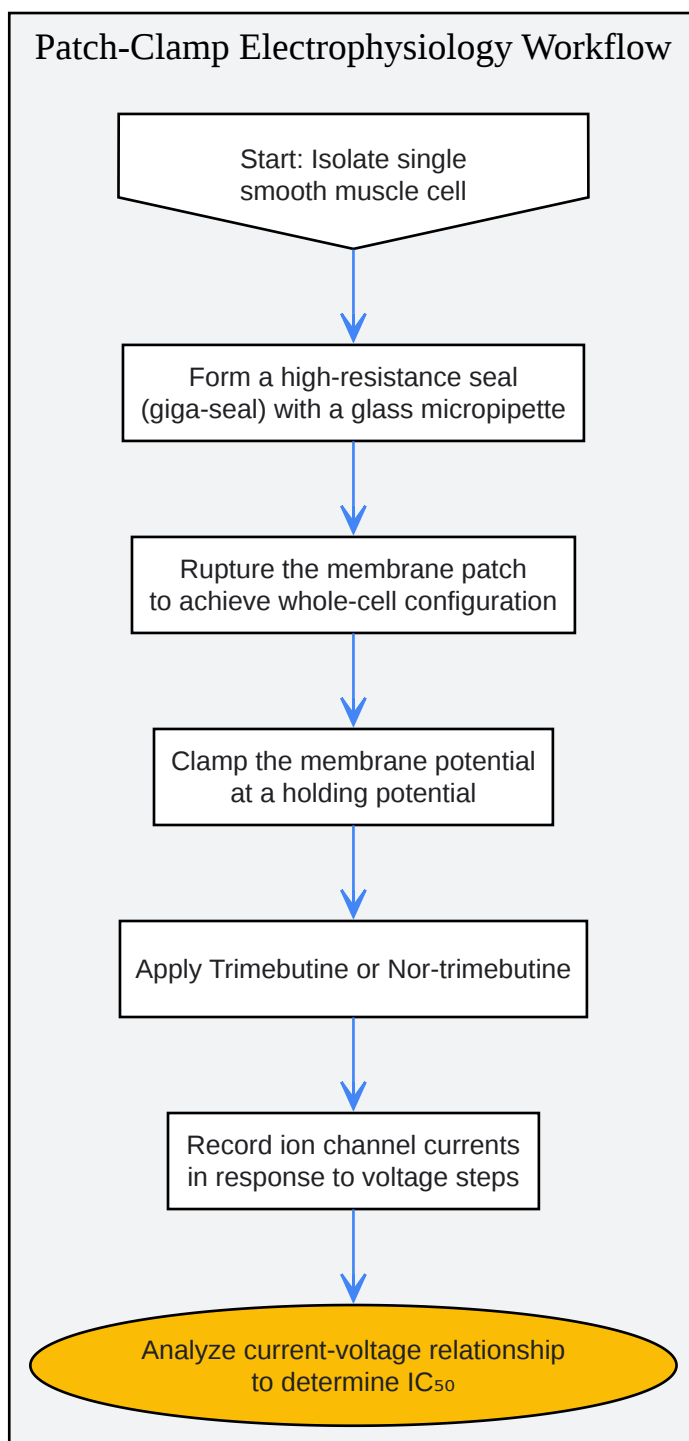 Patch-Clamp Electrophysiology Workflow
Start: Isolate single
smooth muscle cell
Form a high-resistance seal
(giga-seal) with a glass micropipette
Rupture the membrane patch
to achieve whole-cell configuration
Clamp the membrane potential
at a holding potential
Apply Trimebutine or Nor-trimebutine
Record ion channel currents
in response to voltage steps
Analyze current-voltage relationship
to determine IC₅₀